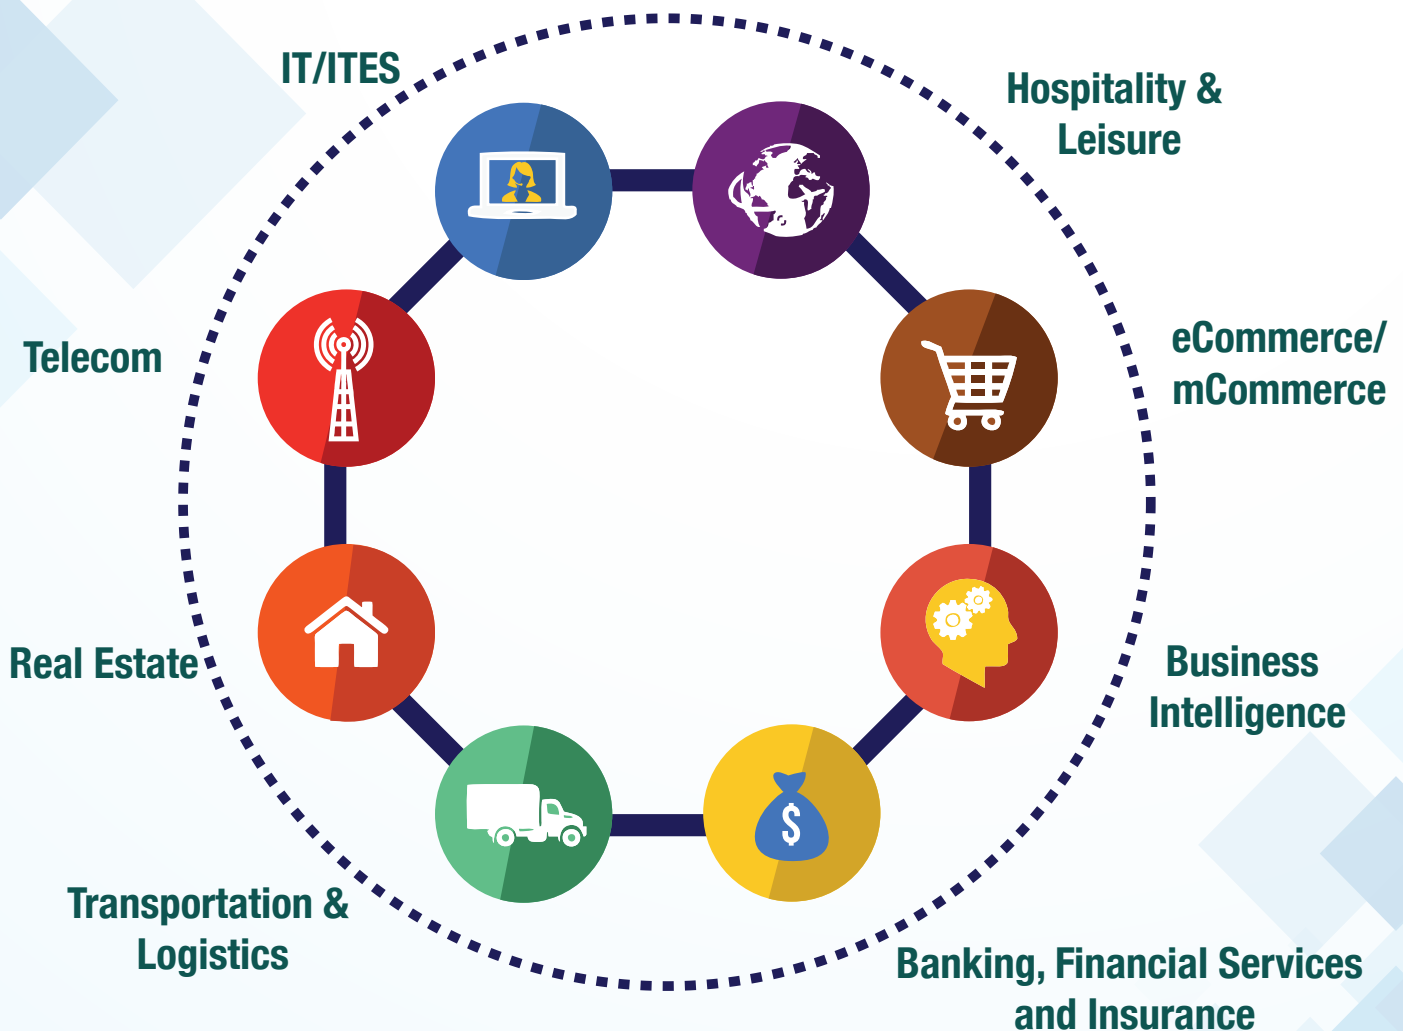 IT/ITES
Hospitality &
Leisure
eCommerce/
mCommerce
Telecom
Business
Intelligence
Real Estate
$
Transportation &
Logistics
Banking, Financial Services
and Insurance